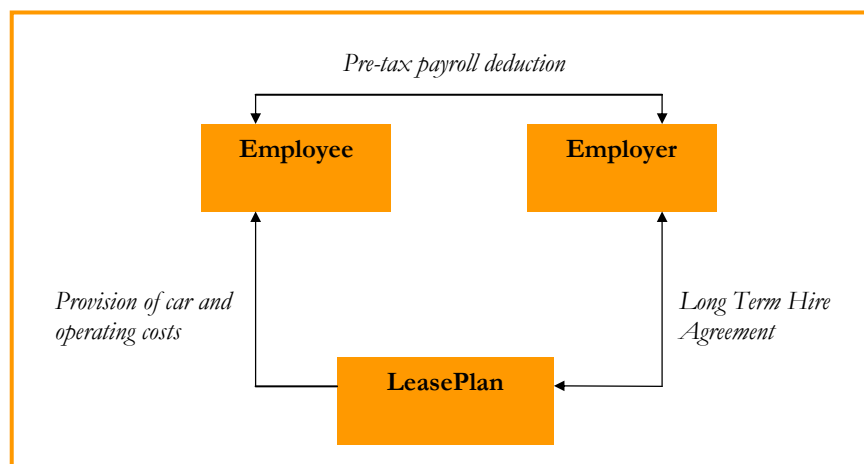 Pre-tax payroll deduction
Employee
Employer
Provision of car and
operating costs
Long Term Hire
Agreement
LeasePlan